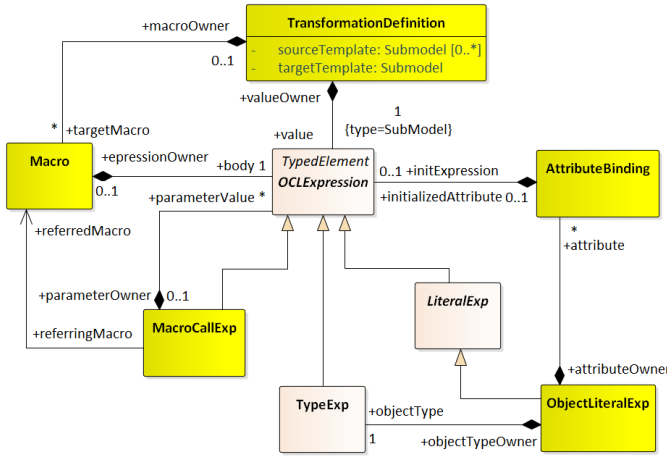 TransformationDefinition
- sourceTemplate: Submodel [0..*]
- targetTemplate: Submodel
+macroOwner
0..1
+valueOwner
1
{type=SubModel}
+value
* +targetMacro
Macro
+epressionOwner
0..1
+body 1
TypedElement
OCLExpression
0..1 +initExpression
+initializedAttribute 0..1
AttributeBinding
+parameterValue *
*
+attribute
+referredMacro
+parameterOwner 0..1
LiteralExp
+referringMacro
MacroCallExp
+attributeOwner
TypeExp
+objectType
1
+objectTypeOwner
ObjectLiteralExp